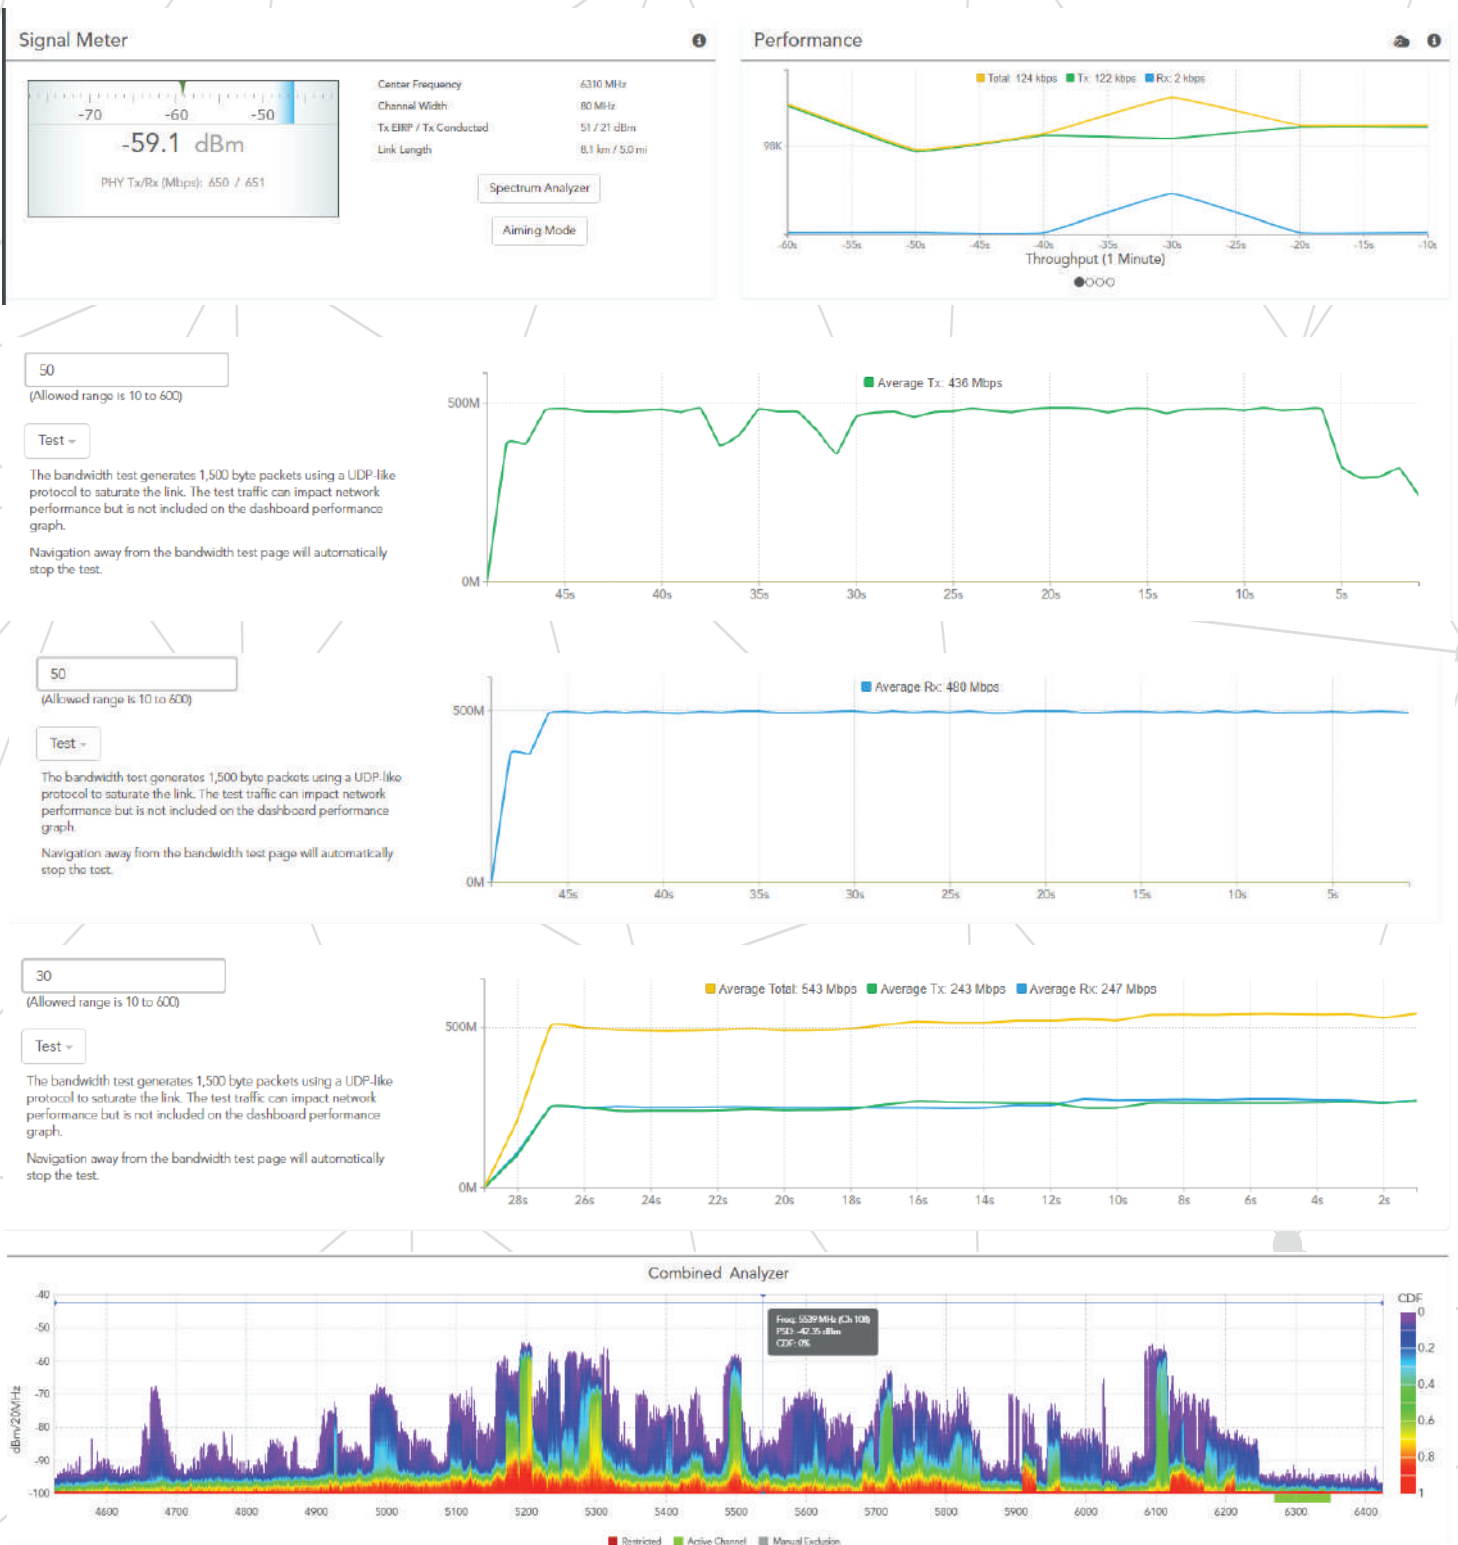 Signal Meter
-70 -60 -50
-59.1 dBm
PHY Tx/Rx (Mbps): 650 / 651
Center Frequency 6310 MHz
Channel Width 80 MHz
Tx EIRP / Tx Conducted 51 / 21 dBm
Link Length 8.1 km / 5.0 mi
Spectrum Analyzer
Aiming Mode
Performance
Total: 124 kbps Tx: 122 kbps Rx: 2 kbps
98K
-60s -55s -50s -45s -40s -35s -30s -25s -20s -15s -10s
Throughput (1 Minute)
50
(Allowed range is 10 to 600)
Test
The bandwidth test generates 1,500 byte packets using a UDP-like
protocol to saturate the link. The test traffic can impact network
performance but is not included on the dashboard performance
graph.
Navigation away from the bandwidth test page will automatically
stop the test.
Average Tx: 436 Mbps
500M
0M
45s 40s 35s 30s 25s 20s 15s 10s 5s
50
(Allowed range is 10 to 600)
Test
The bandwidth test generates 1,500 byte packets using a UDP-like
protocol to saturate the link. The test traffic can impact network
performance but is not included on the dashboard performance
graph.
Navigation away from the bandwidth test page will automatically
stop the test.
Average Rx: 480 Mbps
500M
0M
45s 40s 35s 30s 25s 20s 15s 10s 5s
30
(Allowed range is 10 to 600)
Test
The bandwidth test generates 1,500 byte packets using a UDP-like
protocol to saturate the link. The test traffic can impact network
performance but is not included on the dashboard performance
graph.
Navigation away from the bandwidth test page will automatically
stop the test.
Average Total: 543 Mbps Average Tx: 243 Mbps Average Rx: 247 Mbps
500M
0M
28s 26s 24s 22s 20s 18s 16s 14s 12s 10s 8s 6s 4s 2s
Combined Analyzer
dBm/20MHz
-40
-50
-60
-70
-80
-90
-100
Freq: 5539 MHz (Ch 108)
PSD: -42.35 dBm
CDF: 0%
CDF
0
0.2
0.4
0.6
0.8
1
4600 4700 4800 4900 5000 5100 5200 5300 5400 5500 5600 5700 5800 5900 6000 6100 6200 6300 6400
Restricted Active Channel Manual Exclusion